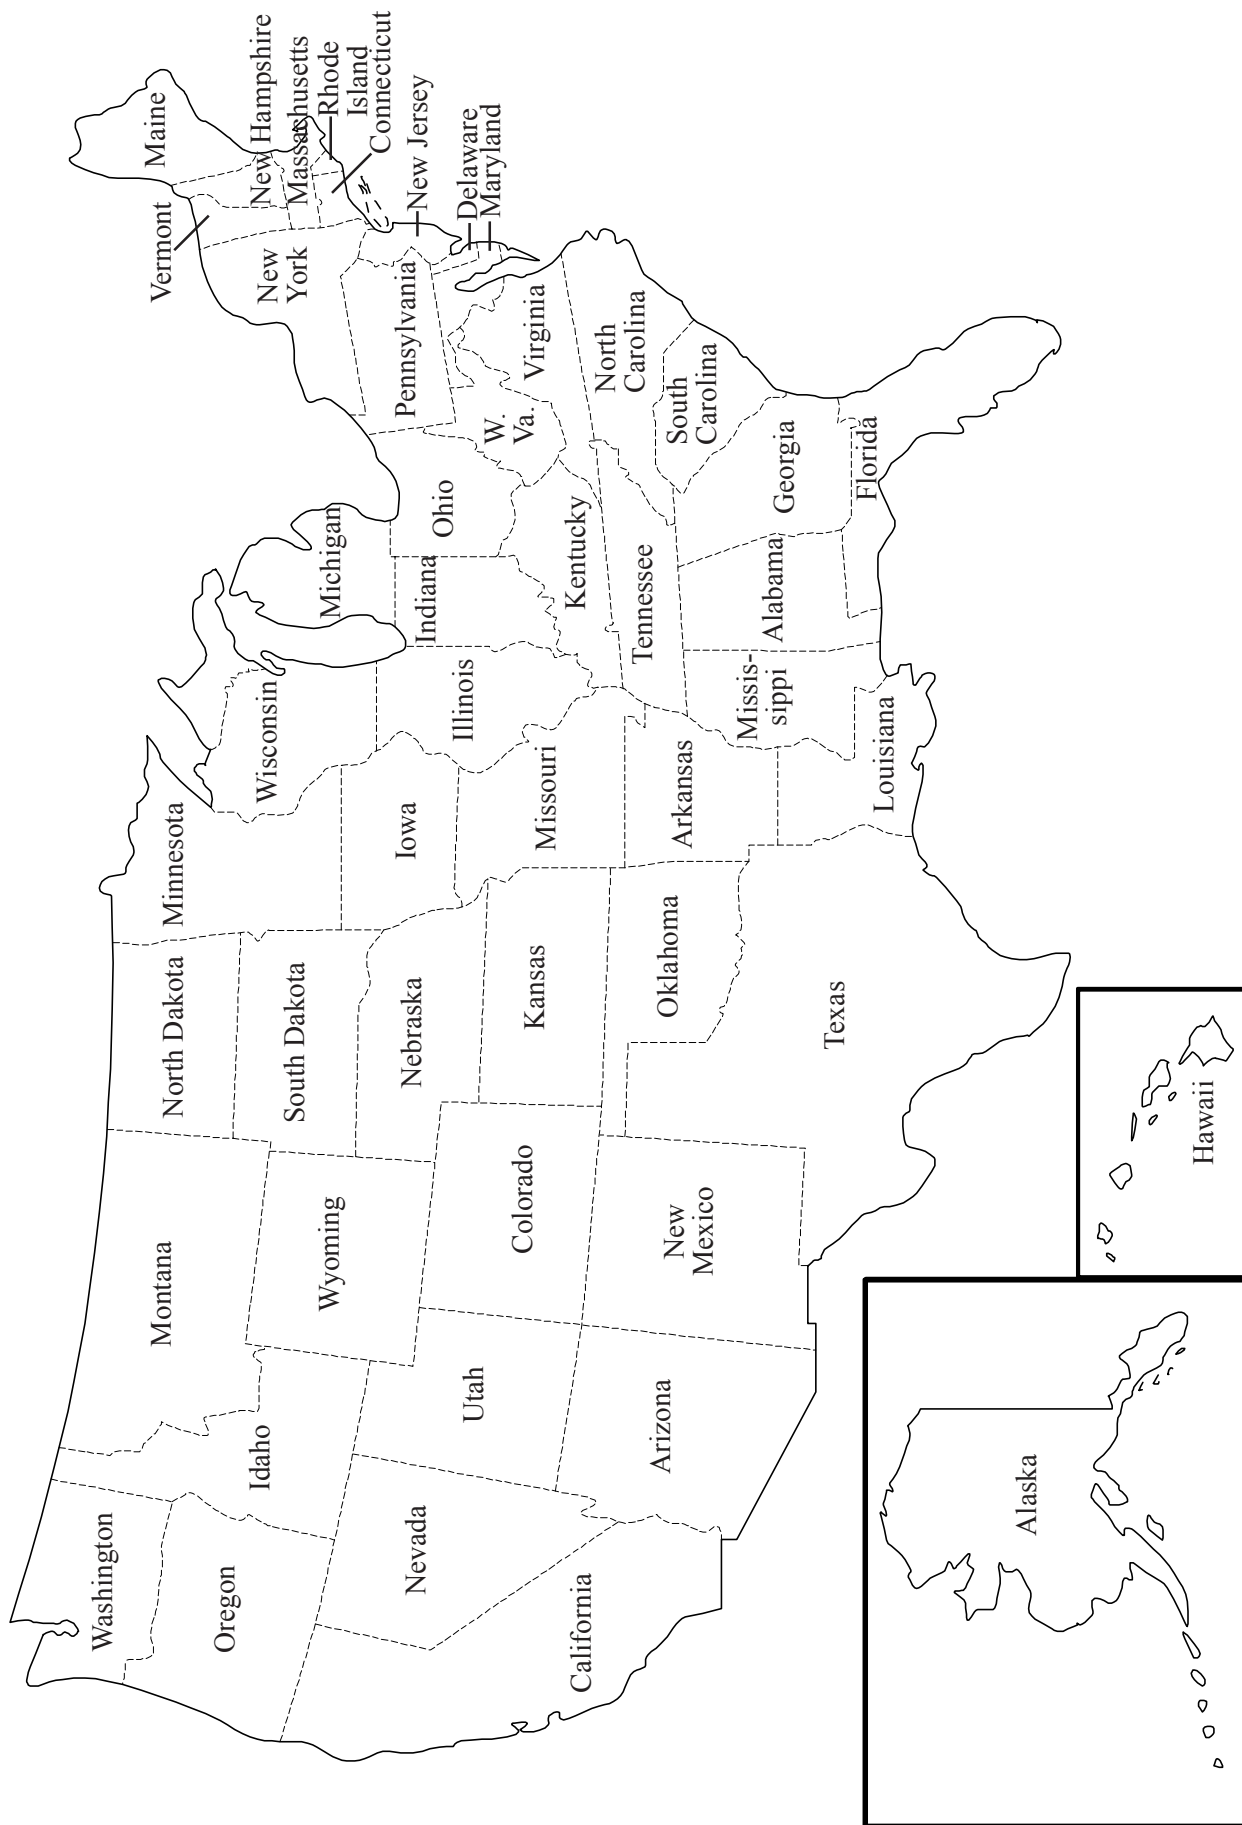 Washington
Oregon
California
Nevada
Idaho
Montana
Wyoming
Utah
Arizona
Colorado
New
Mexico
North Dakota
South Dakota
Nebraska
Kansas
Oklahoma
Texas
Minnesota
Iowa
Missouri
Arkansas
Louisiana
Wisconsin
Illinois
Missis-
sippi
Michigan
Indiana
Kentucky
Tennessee
Alabama
Ohio
Georgia
Florida
W.
Va.
Virginia
North
Carolina
South
Carolina
Pennsylvania
New
York
Vermont
Maine
New Hampshire
Massachusetts
Rhode
Island
Connecticut
New Jersey
Delaware
Maryland
Alaska
Hawaii